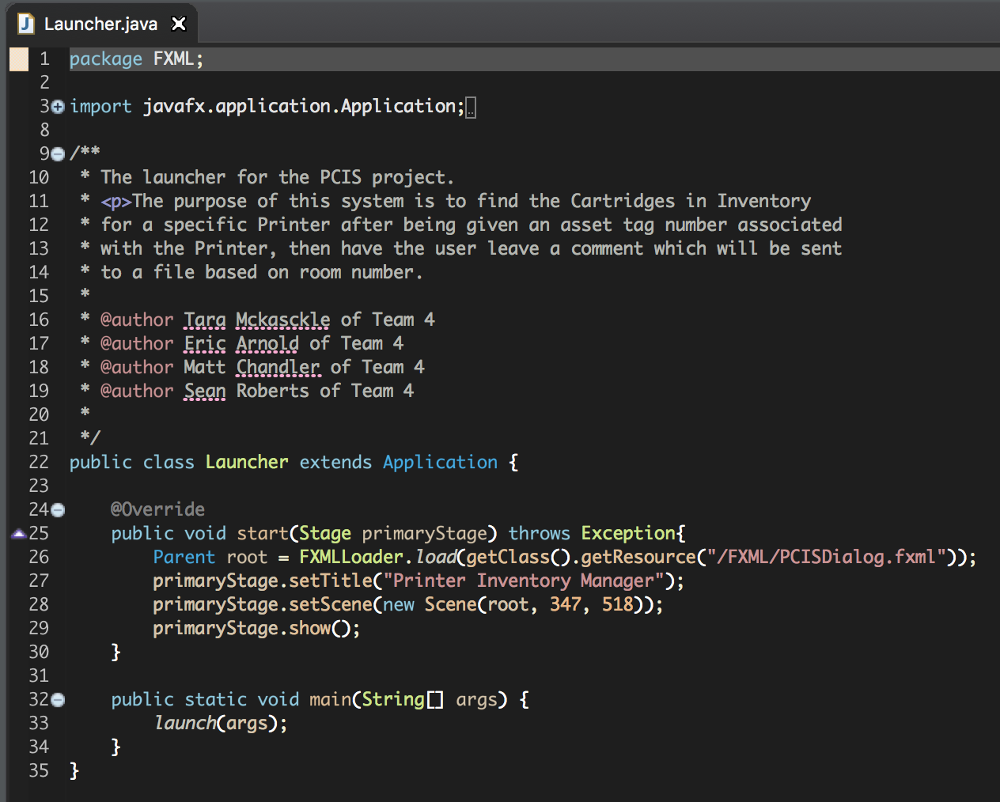 Launcher.java
1 package FXML;
2
3 import javafx.application.Application;
8
9 /**
10 * The launcher for the PCIS project.
11 * <p>The purpose of this system is to find the Cartridges in Inventory
12 * for a specific Printer after being given an asset tag number associated
13 * with the Printer, then have the user leave a comment which will be sent
14 * to a file based on room number.
15 *
16 * @author Tara Mckasckle of Team 4
17 * @author Eric Arnold of Team 4
18 * @author Matt Chandler of Team 4
19 * @author Sean Roberts of Team 4
20 *
21 */
22 public class Launcher extends Application {
23
24 @Override
25 public void start(Stage primaryStage) throws Exception{
26 Parent root = FXMLLoader.load(getClass().getResource("/FXML/PCISDialog.fxml"));
27 primaryStage.setTitle("Printer Inventory Manager");
28 primaryStage.setScene(new Scene(root, 347, 518));
29 primaryStage.show();
30 }
31
32 public static void main(String[] args) {
33 launch(args);
34 }
35 }